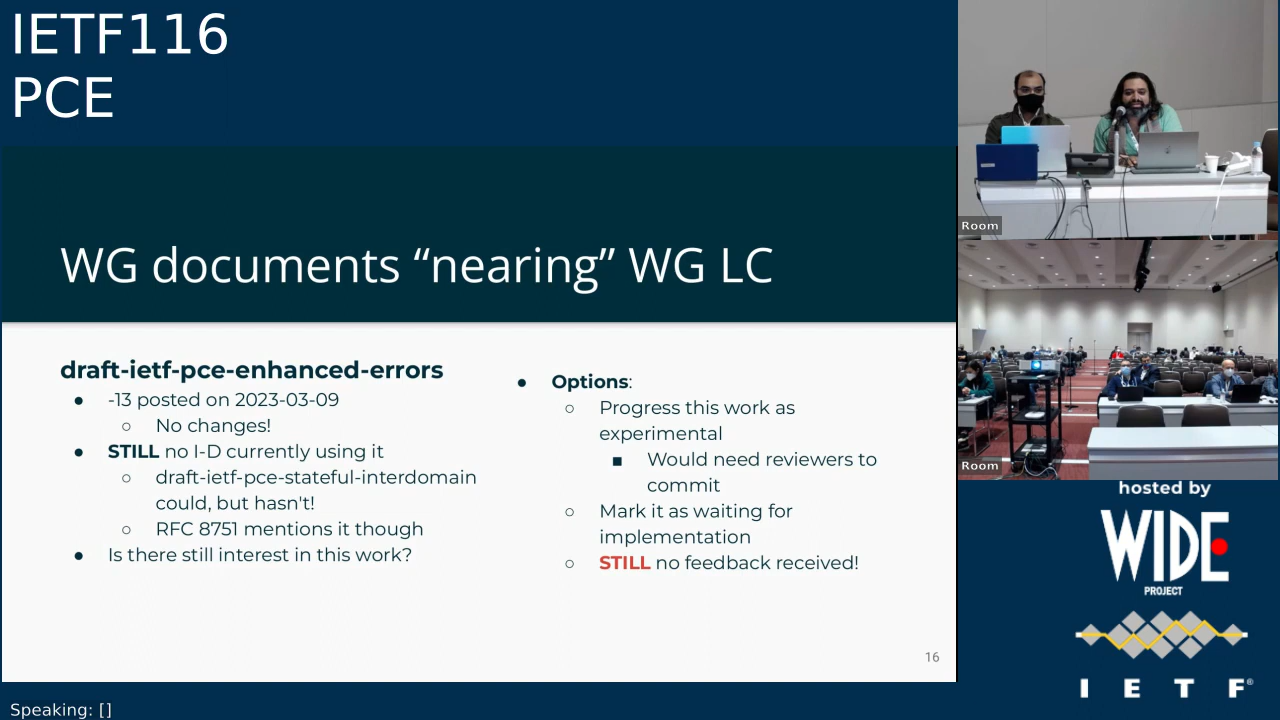 IETF116
PCE
WG documents “nearing” WG LC
draft-ietf-pce-enhanced-errors
● -13 posted on 2023-03-09
○ No changes!
● STILL no I-D currently using it
○ draft-ietf-pce-stateful-interdomain
could, but hasn't!
○ RFC 8751 mentions it though
● Is there still interest in this work?
● Options:
○ Progress this work as
experimental
■ Would need reviewers to
commit
○ Mark it as waiting for
implementation
○ STILL no feedback received!
16
Room
Room
hosted by
WIDE
PROJECT
I E T F®
Speaking: []